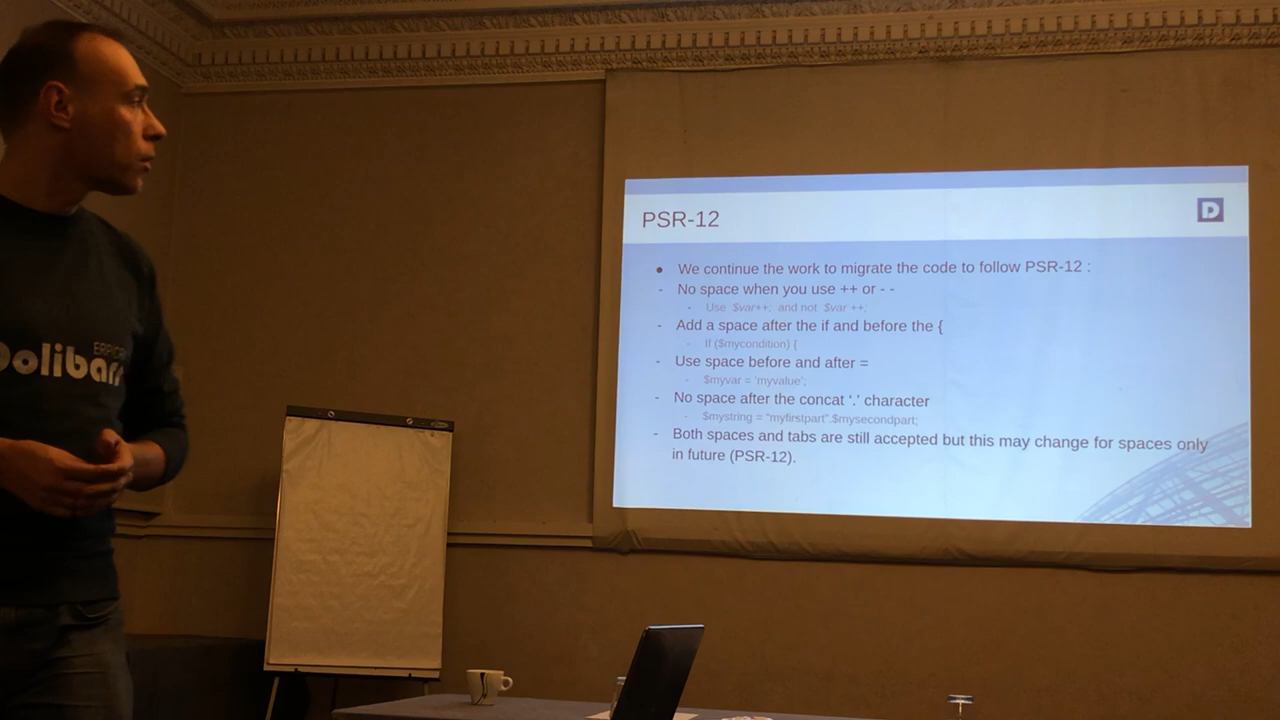 PSR-12
D
● We continue the work to migrate the code to follow PSR-12 :
- No space when you use ++ or - -
- Use $var++; and not $var ++;
- Add a space after the if and before the {
- If ($mycondition) {
- Use space before and after =
- $myvar = 'myvalue';
- No space after the concat '.' character
- $mystring = "myfirstpart".$mysecondpart;
- Both spaces and tabs are still accepted but this may change for spaces only
in future (PSR-12).